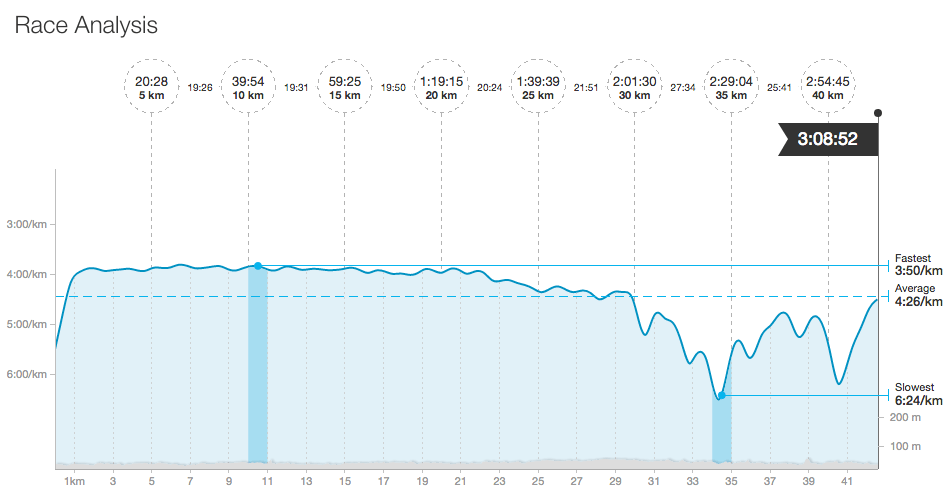 Race Analysis
20:28
5 km
19:26
39:54
10 km
19:31
59:25
15 km
19:50
1:19:15
20 km
20:24
1:39:39
25 km
21:51
2:01:30
30 km
27:34
2:29:04
35 km
25:41
2:54:45
40 km
3:08:52
3:00/km
4:00/km
5:00/km
6:00/km
Fastest
3:50/km
Average
4:26/km
Slowest
6:24/km
200 m
100 m
1km 3 5 7 9 11 13 15 17 19 21 23 25 27 29 31 33 35 37 39 41